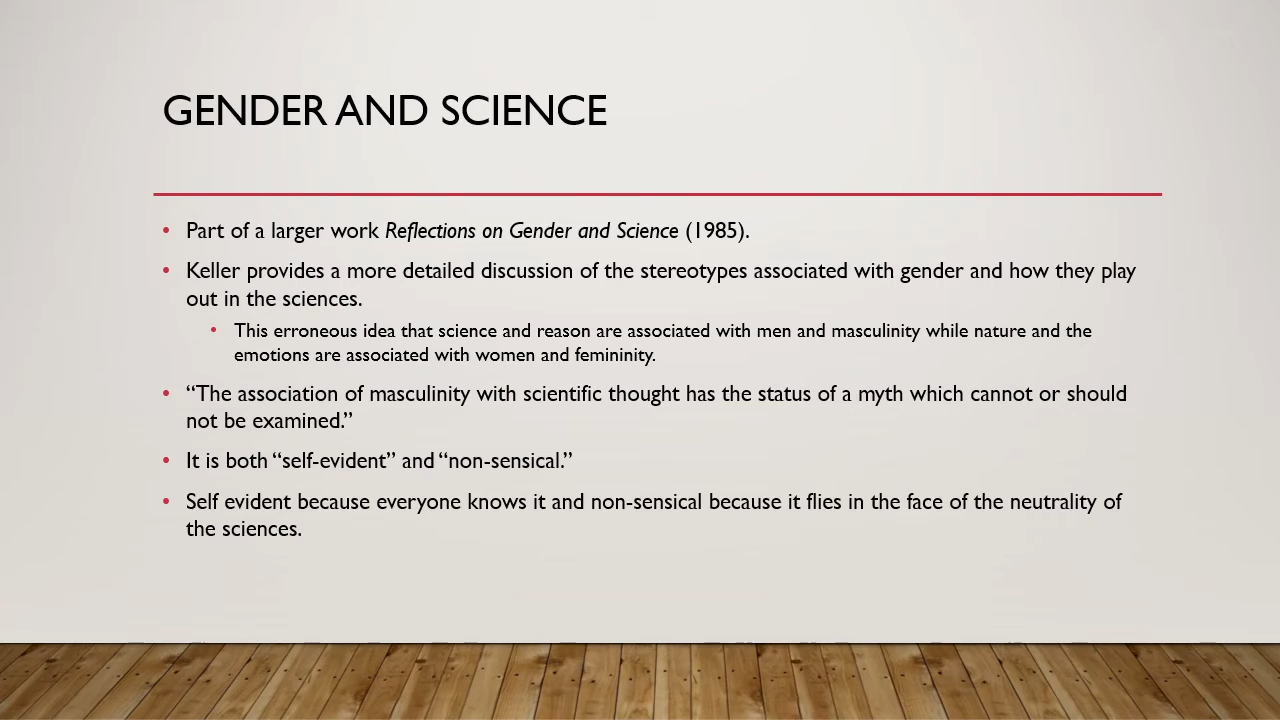 GENDER AND SCIENCE
• Part of a larger work Reflections on Gender and Science (1985).
• Keller provides a more detailed discussion of the stereotypes associated with gender and how they play
out in the sciences.
• This erroneous idea that science and reason are associated with men and masculinity while nature and the
emotions are associated with women and femininity.
• “The association of masculinity with scientific thought has the status of a myth which cannot or should
not be examined.”
• It is both “self-evident” and “non-sensical.”
• Self evident because everyone knows it and non-sensical because it flies in the face of the neutrality of
the sciences.